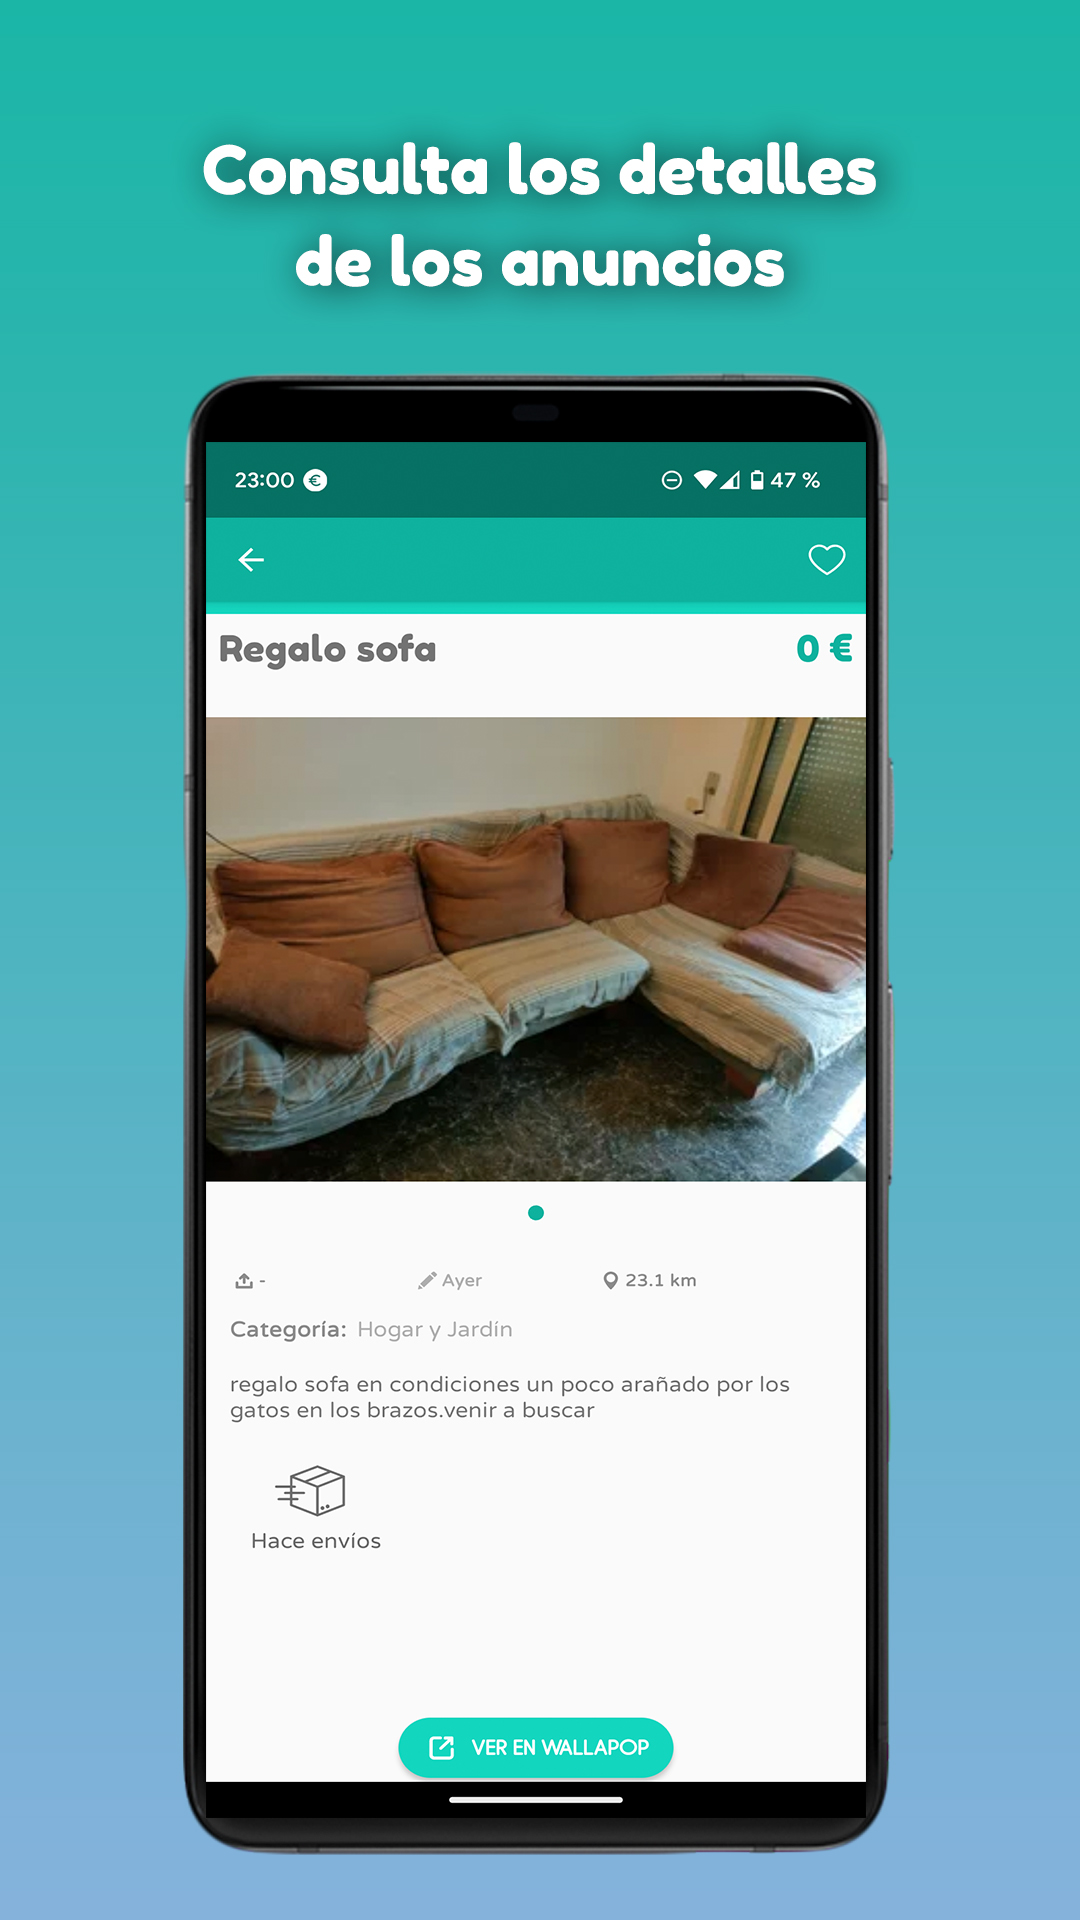 Consulta los detalles
de los anuncios
23:00 € 47 %
Regalo sofa 0 €
- Ayer 23.1 km
Categoría: Hogar y Jardín
regalo sofa en condiciones un poco arañado por los
gatos en los brazos.venir a buscar
Hace envíos
VER EN WALLAPOP